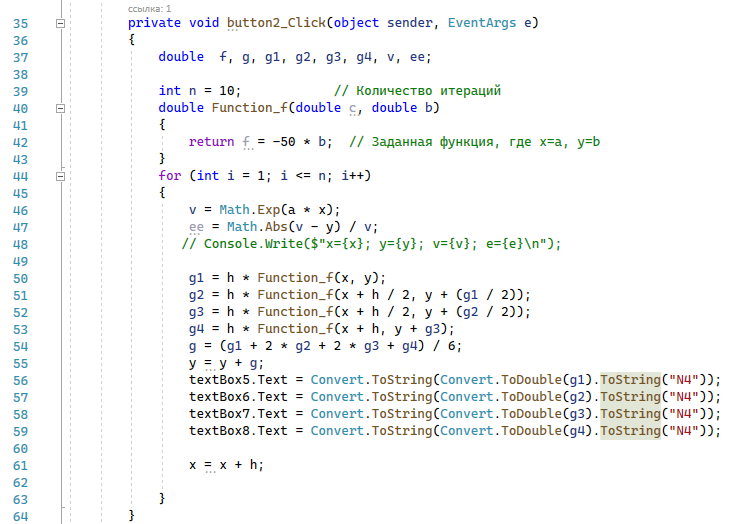 ссылка: 1
35 private void button2_Click(object sender, EventArgs e)
36 {
37 double  f, g, g1, g2, g3, g4, v, ee;
38
39 int n = 10;            // Количество итераций
40 double Function_f(double c, double b)
41 {
42 return f = -50 * b;  // Заданная функция, где x=a, y=b
43 }
44 for (int i = 1; i <= n; i++)
45 {
46 v = Math.Exp(a * x);
47 ee = Math.Abs(v - y) / v;
48 // Console.Write($"x={x}; y={y}; v={v}; e={e}\n");
49
50 g1 = h * Function_f(x, y);
51 g2 = h * Function_f(x + h / 2, y + (g1 / 2));
52 g3 = h * Function_f(x + h / 2, y + (g2 / 2));
53 g4 = h * Function_f(x + h, y + g3);
54 g = (g1 + 2 * g2 + 2 * g3 + g4) / 6;
55 y = y + g;
56 textBox5.Text = Convert.ToString(Convert.ToDouble(g1).ToString("N4"));
57 textBox6.Text = Convert.ToString(Convert.ToDouble(g2).ToString("N4"));
58 textBox7.Text = Convert.ToString(Convert.ToDouble(g3).ToString("N4"));
59 textBox8.Text = Convert.ToString(Convert.ToDouble(g4).ToString("N4"));
60
61 x = x + h;
62
63 }
64 }